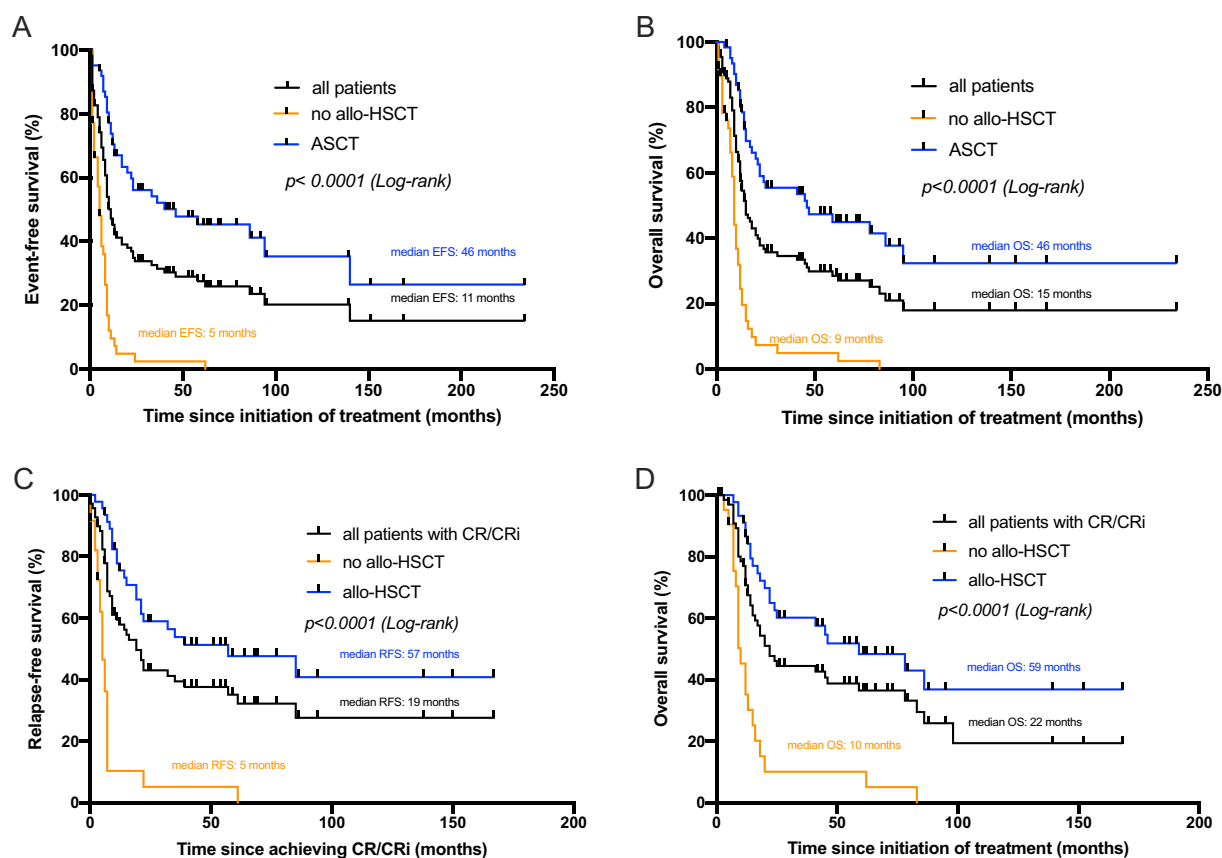 A
Event-free survival (%)
100
80
60
40
20
0
all patients
no allo-HSCT
ASCT
p< 0.0001 (Log-rank)
median EFS: 46 months
median EFS: 11 months
median EFS: 5 months
0 50 100 150 200 250
Time since initiation of treatment (months)
B
Overall survival (%)
100
80
60
40
20
0
all patients
no allo-HSCT
ASCT
p<0.0001 (Log-rank)
median OS: 46 months
median OS: 15 months
median OS: 9 months
0 50 100 150 200 250
Time since initiation of treatment (months)
C
Relapse-free survival (%)
100
80
60
40
20
0
all patients with CR/CRi
no allo-HSCT
allo-HSCT
p<0.0001 (Log-rank)
median RFS: 57 months
median RFS: 19 months
median RFS: 5 months
0 50 100 150 200
Time since achieving CR/CRi (months)
D
Overall survival (%)
100
80
60
40
20
0
all patients with CR/CRi
no allo-HSCT
allo-HSCT
p<0.0001 (Log-rank)
median OS: 59 months
median OS: 22 months
median OS: 10 months
0 50 100 150 200
Time since initiation of treatment (months)